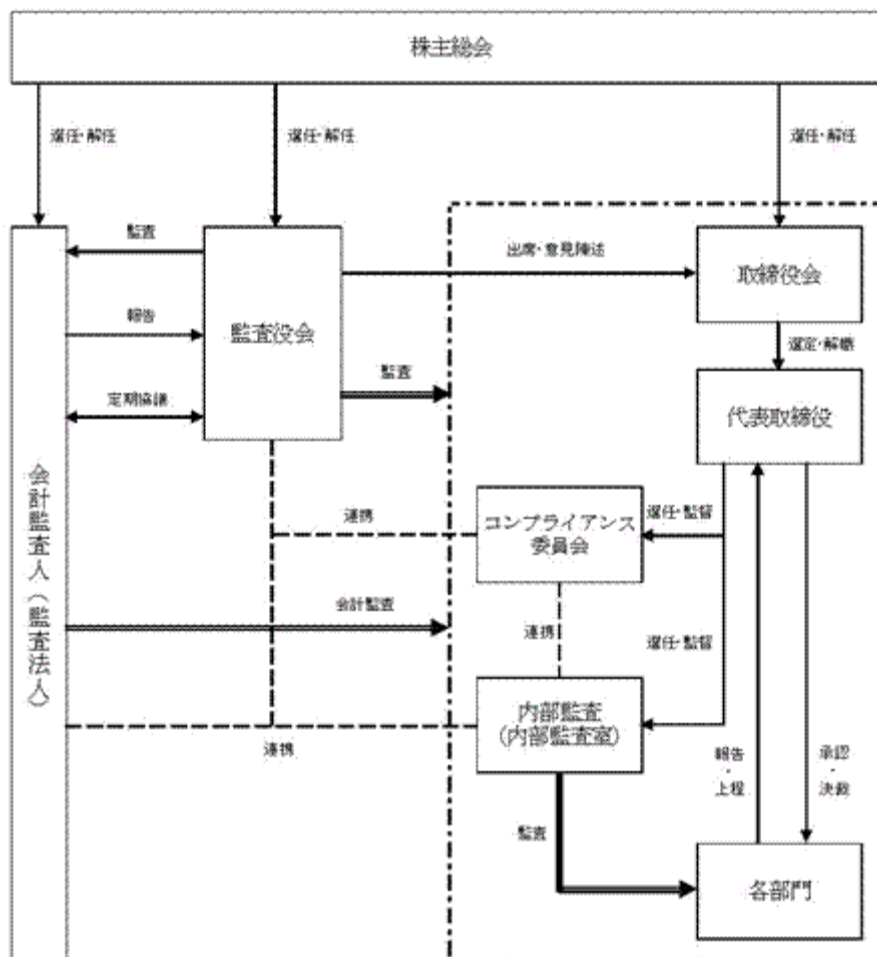 株主総会
選任・解任
選任・解任
選任・解任
監査
出席・意見陳述
取締役会
報告
監査役会
選定・解職
監査
定期協議
代表取締役
会計監査人(監査法人)
連携
コンプライアンス
委員会
選任・監督
会計監査
連携
選任・監督
内部監査
(内部監査室)
連携
報告・上程
承認・決裁
監査
各部門